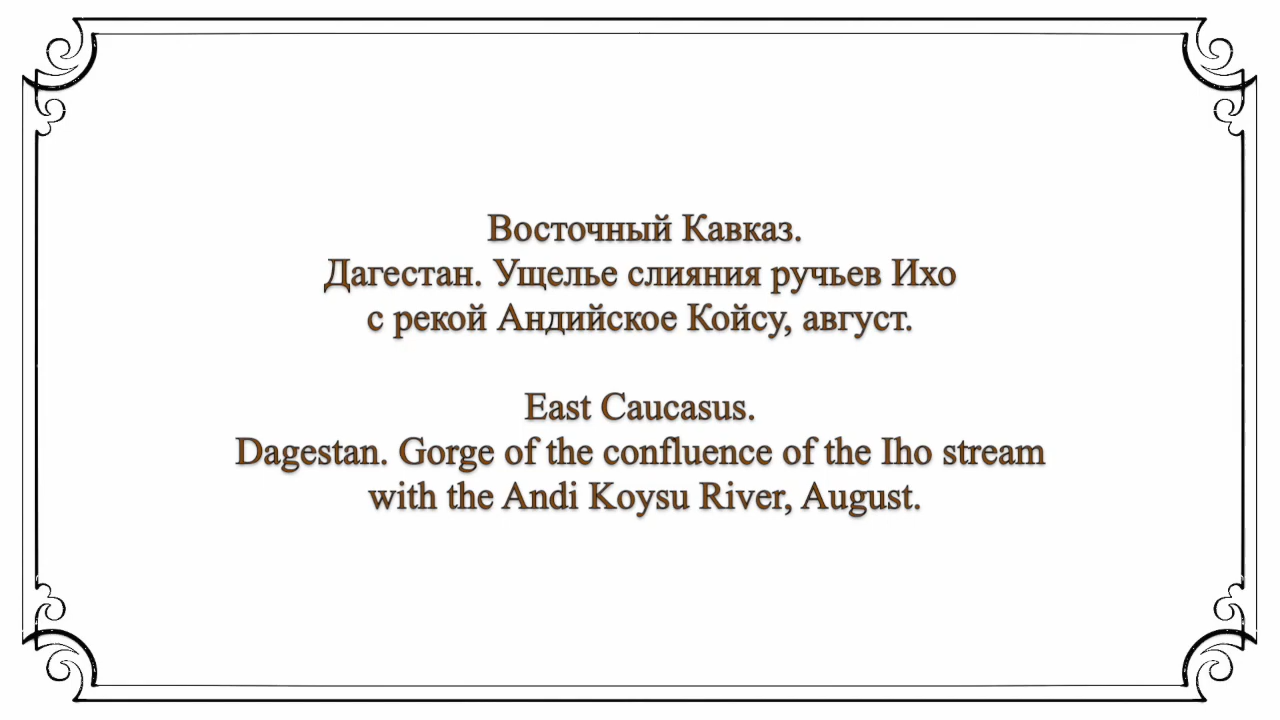 Восточный Кавказ.
Дагестан. Ущелье слияния ручьев Ихо
с рекой Андийское Койсу, август.
East Caucasus.
Dagestan. Gorge of the confluence of the Iho stream
with the Andi Koysu River, August.